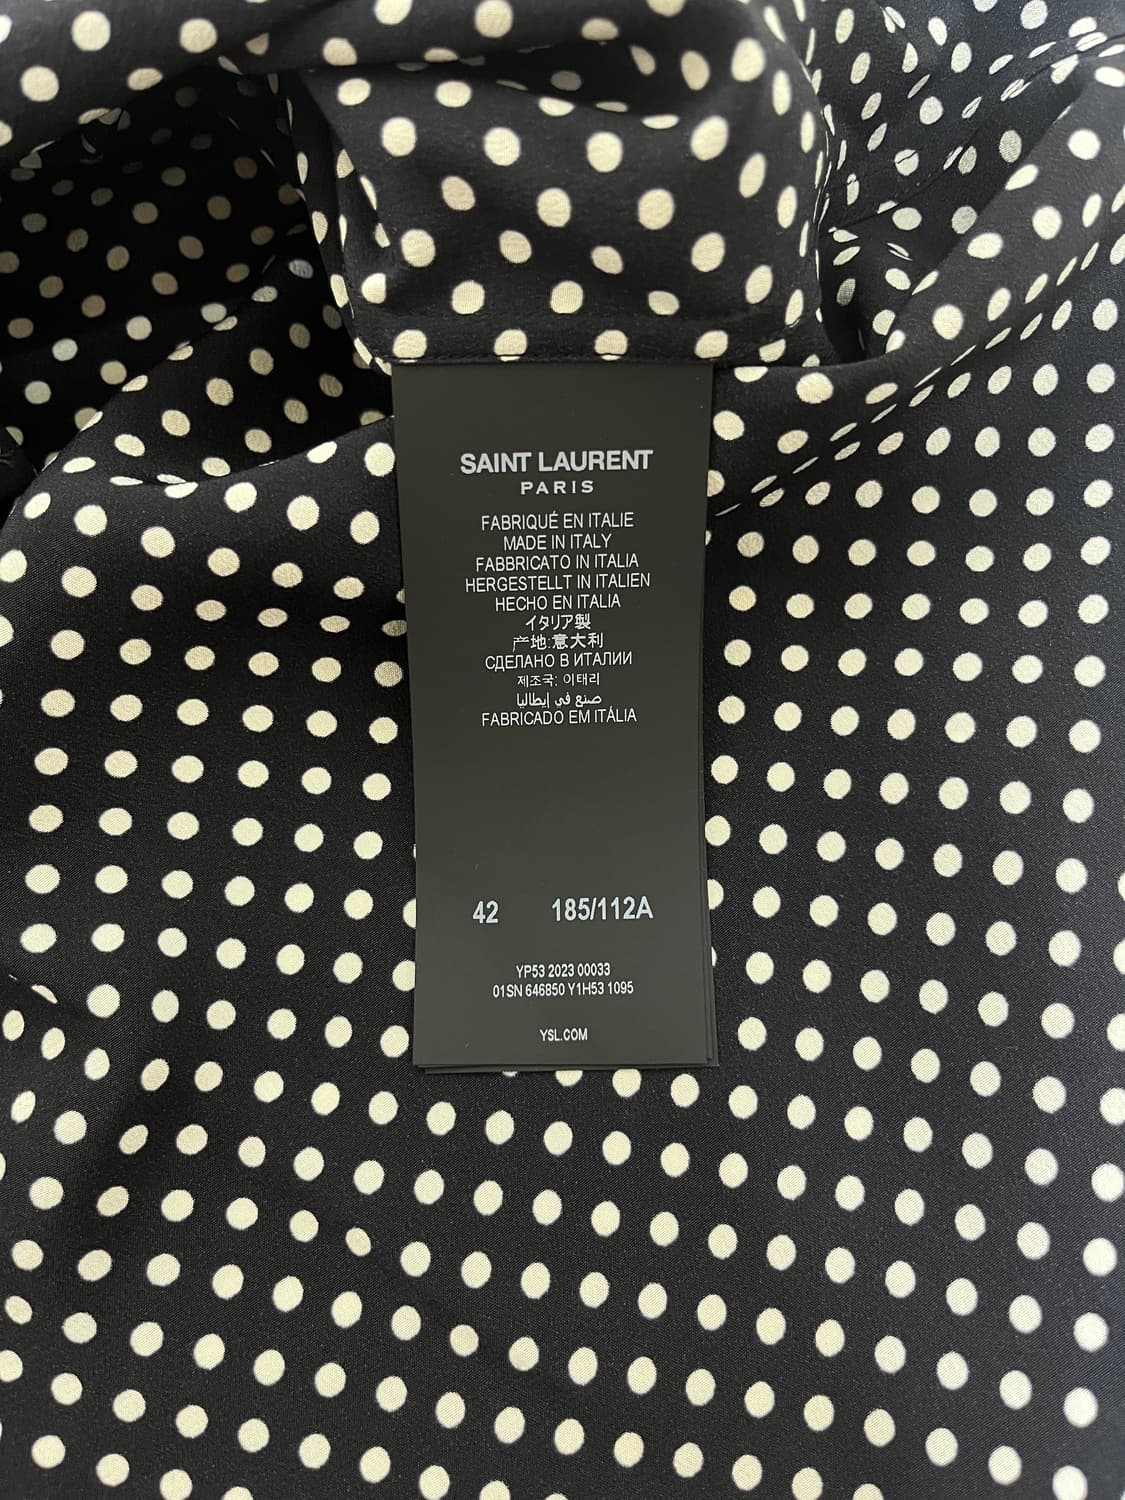 SAINT LAURENT
PARIS
FABRIQUÉ EN ITALIE
MADE IN ITALY
FABBRICATO IN ITALIA
HERGESTELLT IN ITALIEN
HECHO EN ITALIA
イタリア製
产地:意大利
СДЕЛАНО В ИТАЛИИ
제조국: 이태리
صنع في إيطاليا
FABRICADO EM ITÁLIA
42 185/112A
YP53 2023 00033
01SN 646850 Y1H53 1095
YSL.COM